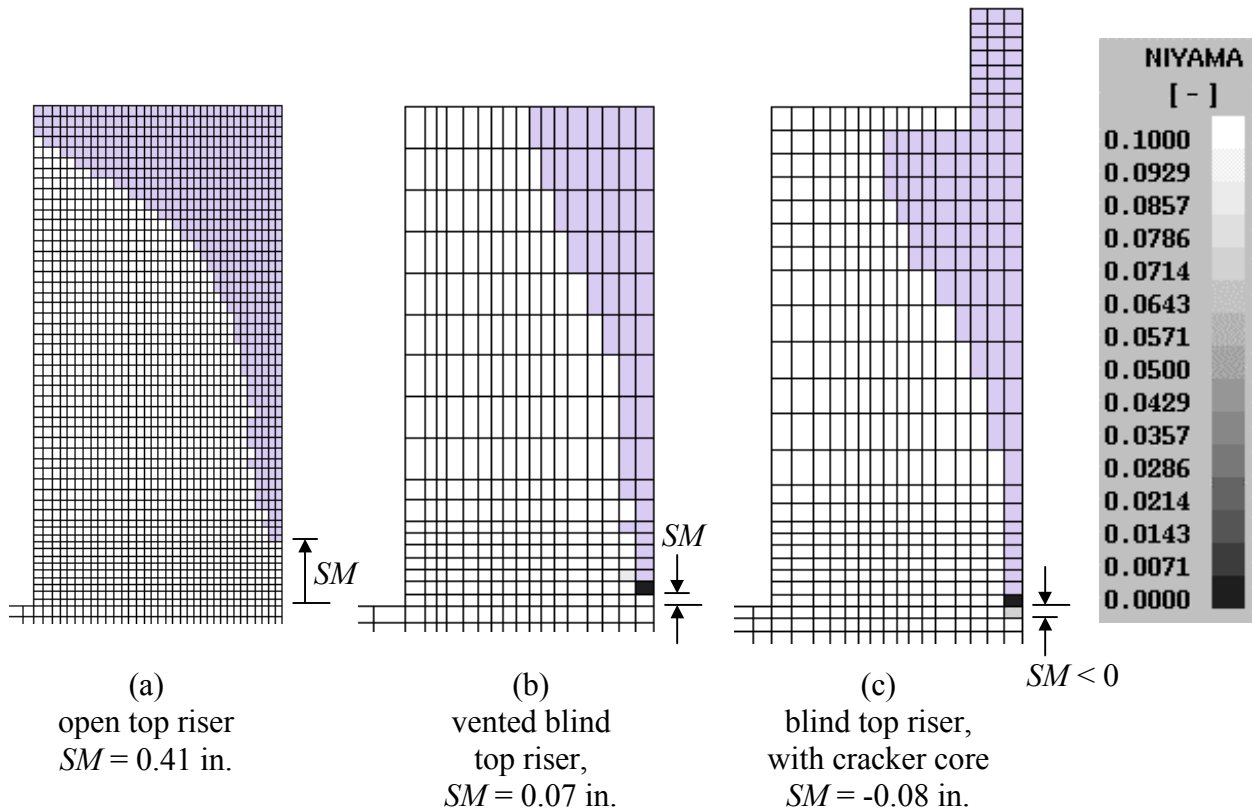 NIYAMA
[ - ]
0.1000
0.0929
0.0857
0.0786
0.0714
0.0643
0.0571
0.0500
0.0429
0.0357
0.0286
0.0214
0.0143
0.0071
0.0000
SM
SM
SM < 0
(a)
open top riser
SM = 0.41 in.
(b)
vented blind
top riser,
SM = 0.07 in.
(c)
blind top riser,
with cracker core
SM = -0.08 in.